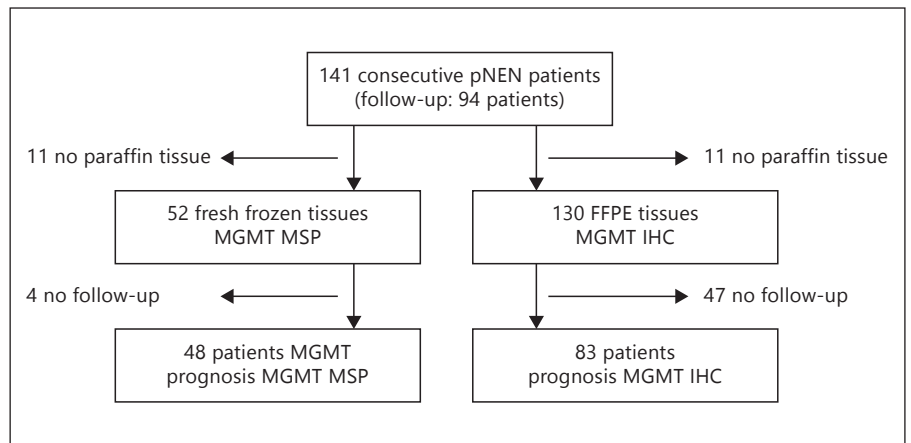 141 consecutive pNEN patients
(follow-up: 94 patients)
11 no paraffin tissue
11 no paraffin tissue
52 fresh frozen tissues
MGMT MSP
130 FFPE tissues
MGMT IHC
4 no follow-up
47 no follow-up
48 patients MGMT
prognosis MGMT MSP
83 patients
prognosis MGMT IHC